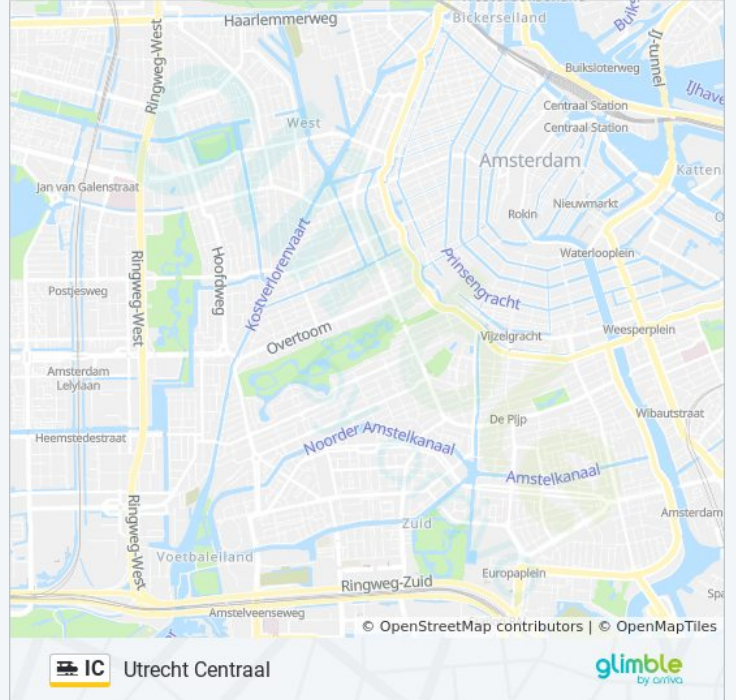 Haarlemmerweg
Bickerseiland
Buiks
IJ-tunnel
Ringweg-West
Buiksloterweg
IJhave
Centraal Station
West
Centraal Station
Amsterdam
Katten
Jan van Galenstraat
Nieuwmarkt
Rokin
O
Kostverlorenvaart
Waterlooplein
Hoofdweg
Ringweg-West
Prinsengracht
Postjesweg
Overtoom
Vijzelgracht
Weesperplein
Amsterdam
Lelylaan
Wibautstraat
De Pijp
Heemstedestraat
Noorder Amstelkanaal
Amstelkanaal
Ringweg-West
Amsterdam
Zuid
Voetbaleiland
Europaplein
Ringweg-Zuid
Spa
Amstelveenseweg
© OpenStreetMap contributors | © OpenMapTiles
er
IC Utrecht Centraal
glimble
by arriva